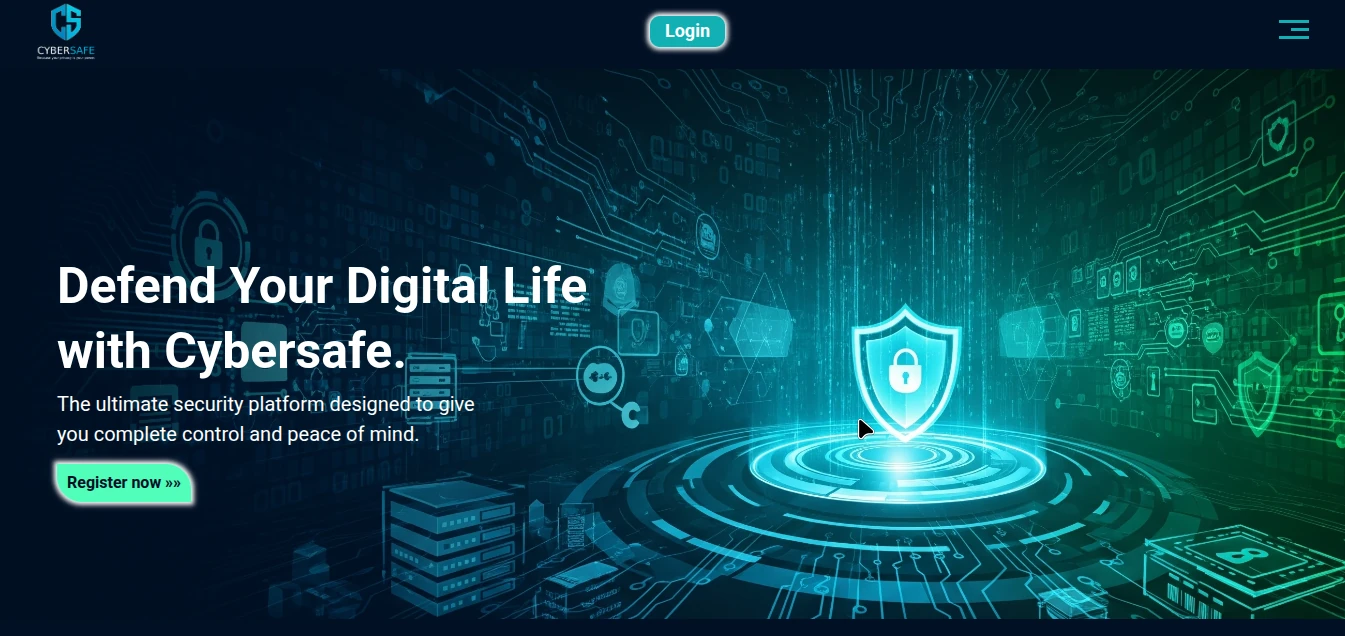 CYBERSAFE
Login
Defend Your Digital Life
with Cybersafe.
The ultimate security platform designed to give
you complete control and peace of mind.
Register now »»